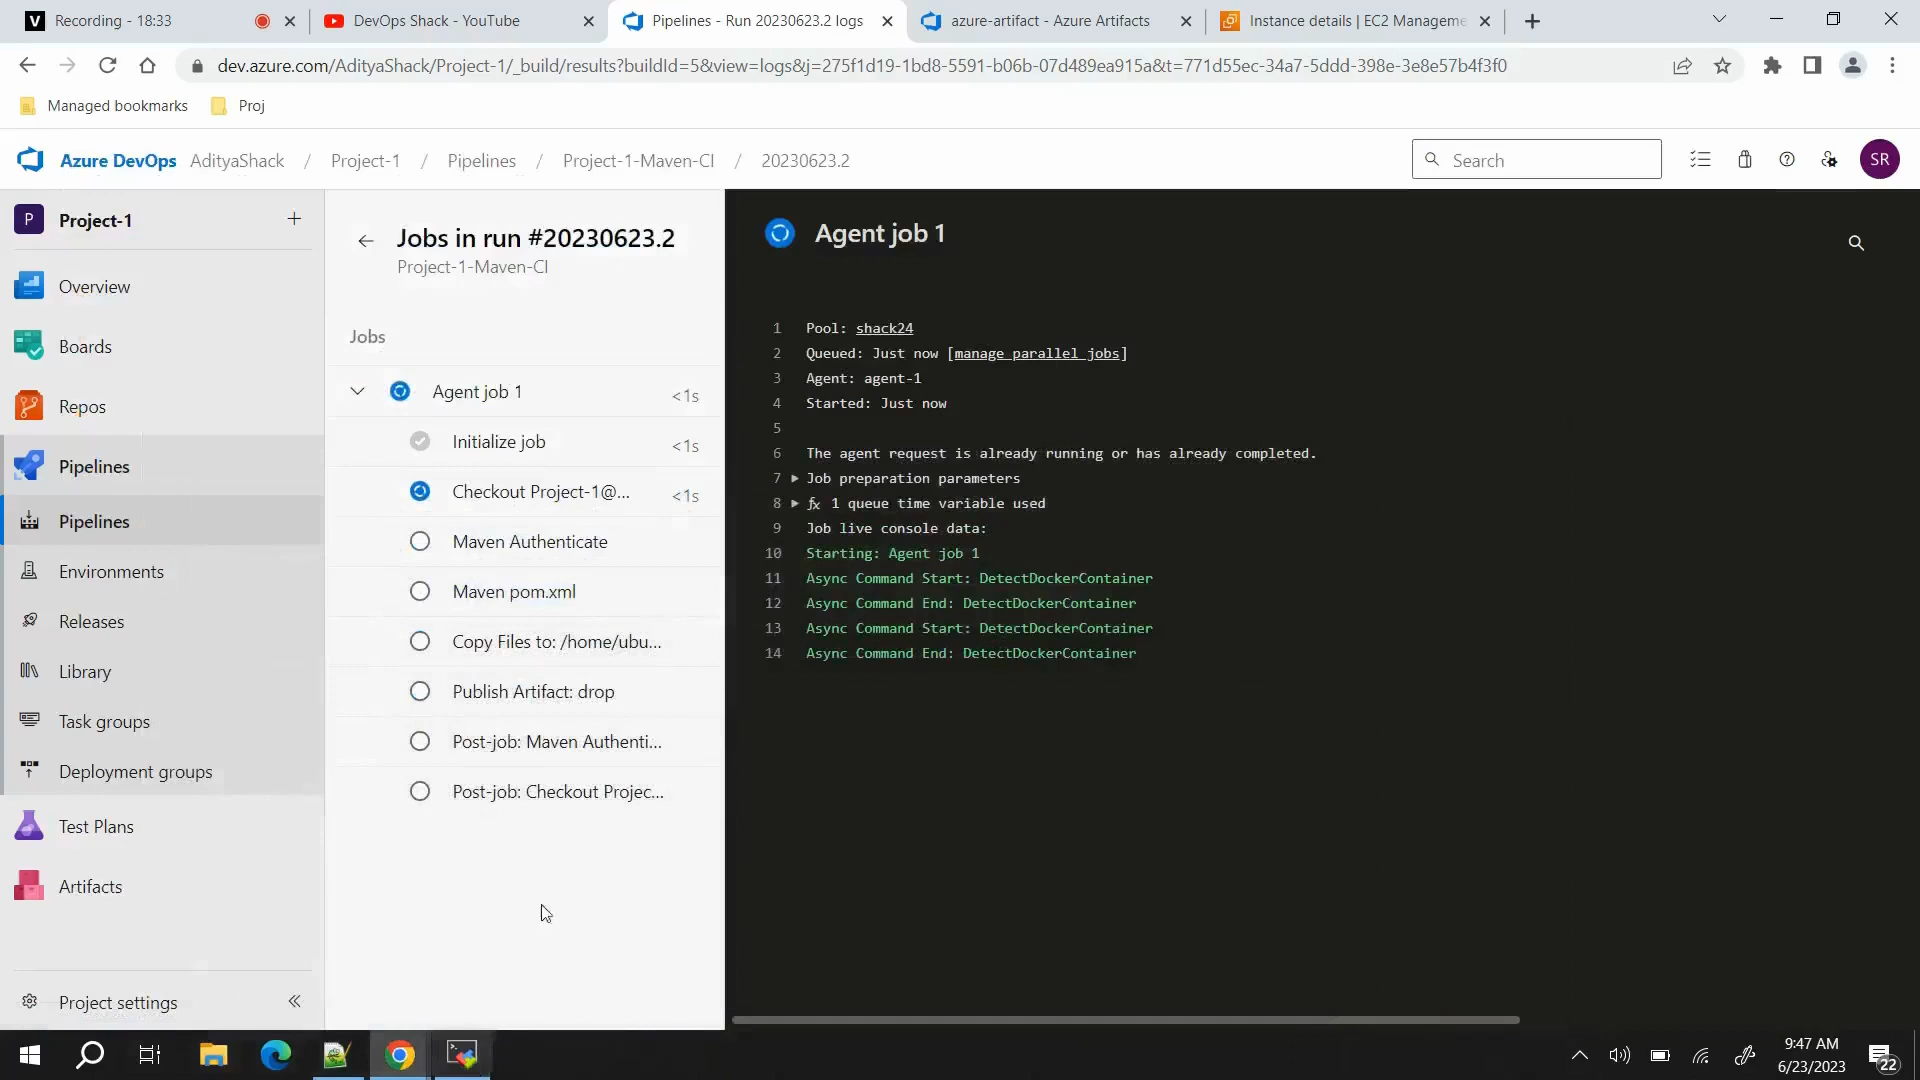 Recording - 18:33
DevOps Shack - YouTube
Pipelines - Run 20230623.2 logs
azure-artifact - Azure Artifacts
Instance details | EC2 Manageme
dev.azure.com/AdityaShack/Project-1/_build/results?buildId=5&view=logs&j=275f1d19-1bd8-5591-b06b-07d489ea915a&t=771d55ec-34a7-5ddd-398e-3e8e57b4f3f0
Managed bookmarks
Proj
Azure DevOps
AdityaShack / Project-1 / Pipelines / Project-1-Maven-CI / 20230623.2
Search
SR
P
Project-1
Overview
Boards
Repos
Pipelines
Pipelines
Environments
Releases
Library
Task groups
Deployment groups
Test Plans
Artifacts
Project settings
Jobs in run #20230623.2
Project-1-Maven-CI
Jobs
Agent job 1 <1s
Initialize job <1s
Checkout Project-1@... <1s
Maven Authenticate
Maven pom.xml
Copy Files to: /home/ubu...
Publish Artifact: drop
Post-job: Maven Authenti...
Post-job: Checkout Projec...
Agent job 1
1 Pool: shack24
2 Queued: Just now [manage parallel jobs]
3 Agent: agent-1
4 Started: Just now
5
6 The agent request is already running or has already completed.
7 Job preparation parameters
8 fx 1 queue time variable used
9 Job live console data:
10 Starting: Agent job 1
11 Async Command Start: DetectDockerContainer
12 Async Command End: DetectDockerContainer
13 Async Command Start: DetectDockerContainer
14 Async Command End: DetectDockerContainer
9:47 AM
6/23/2023
22